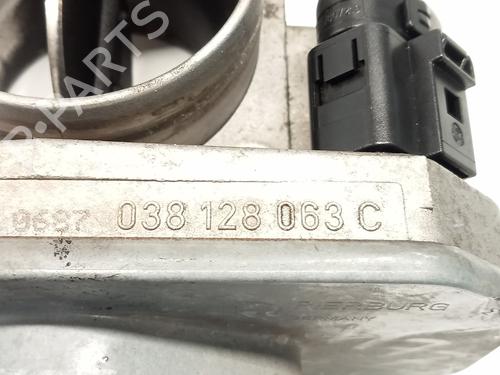 B-PARTS
0697 038 128 063 C
PIERBURG
GERMANY